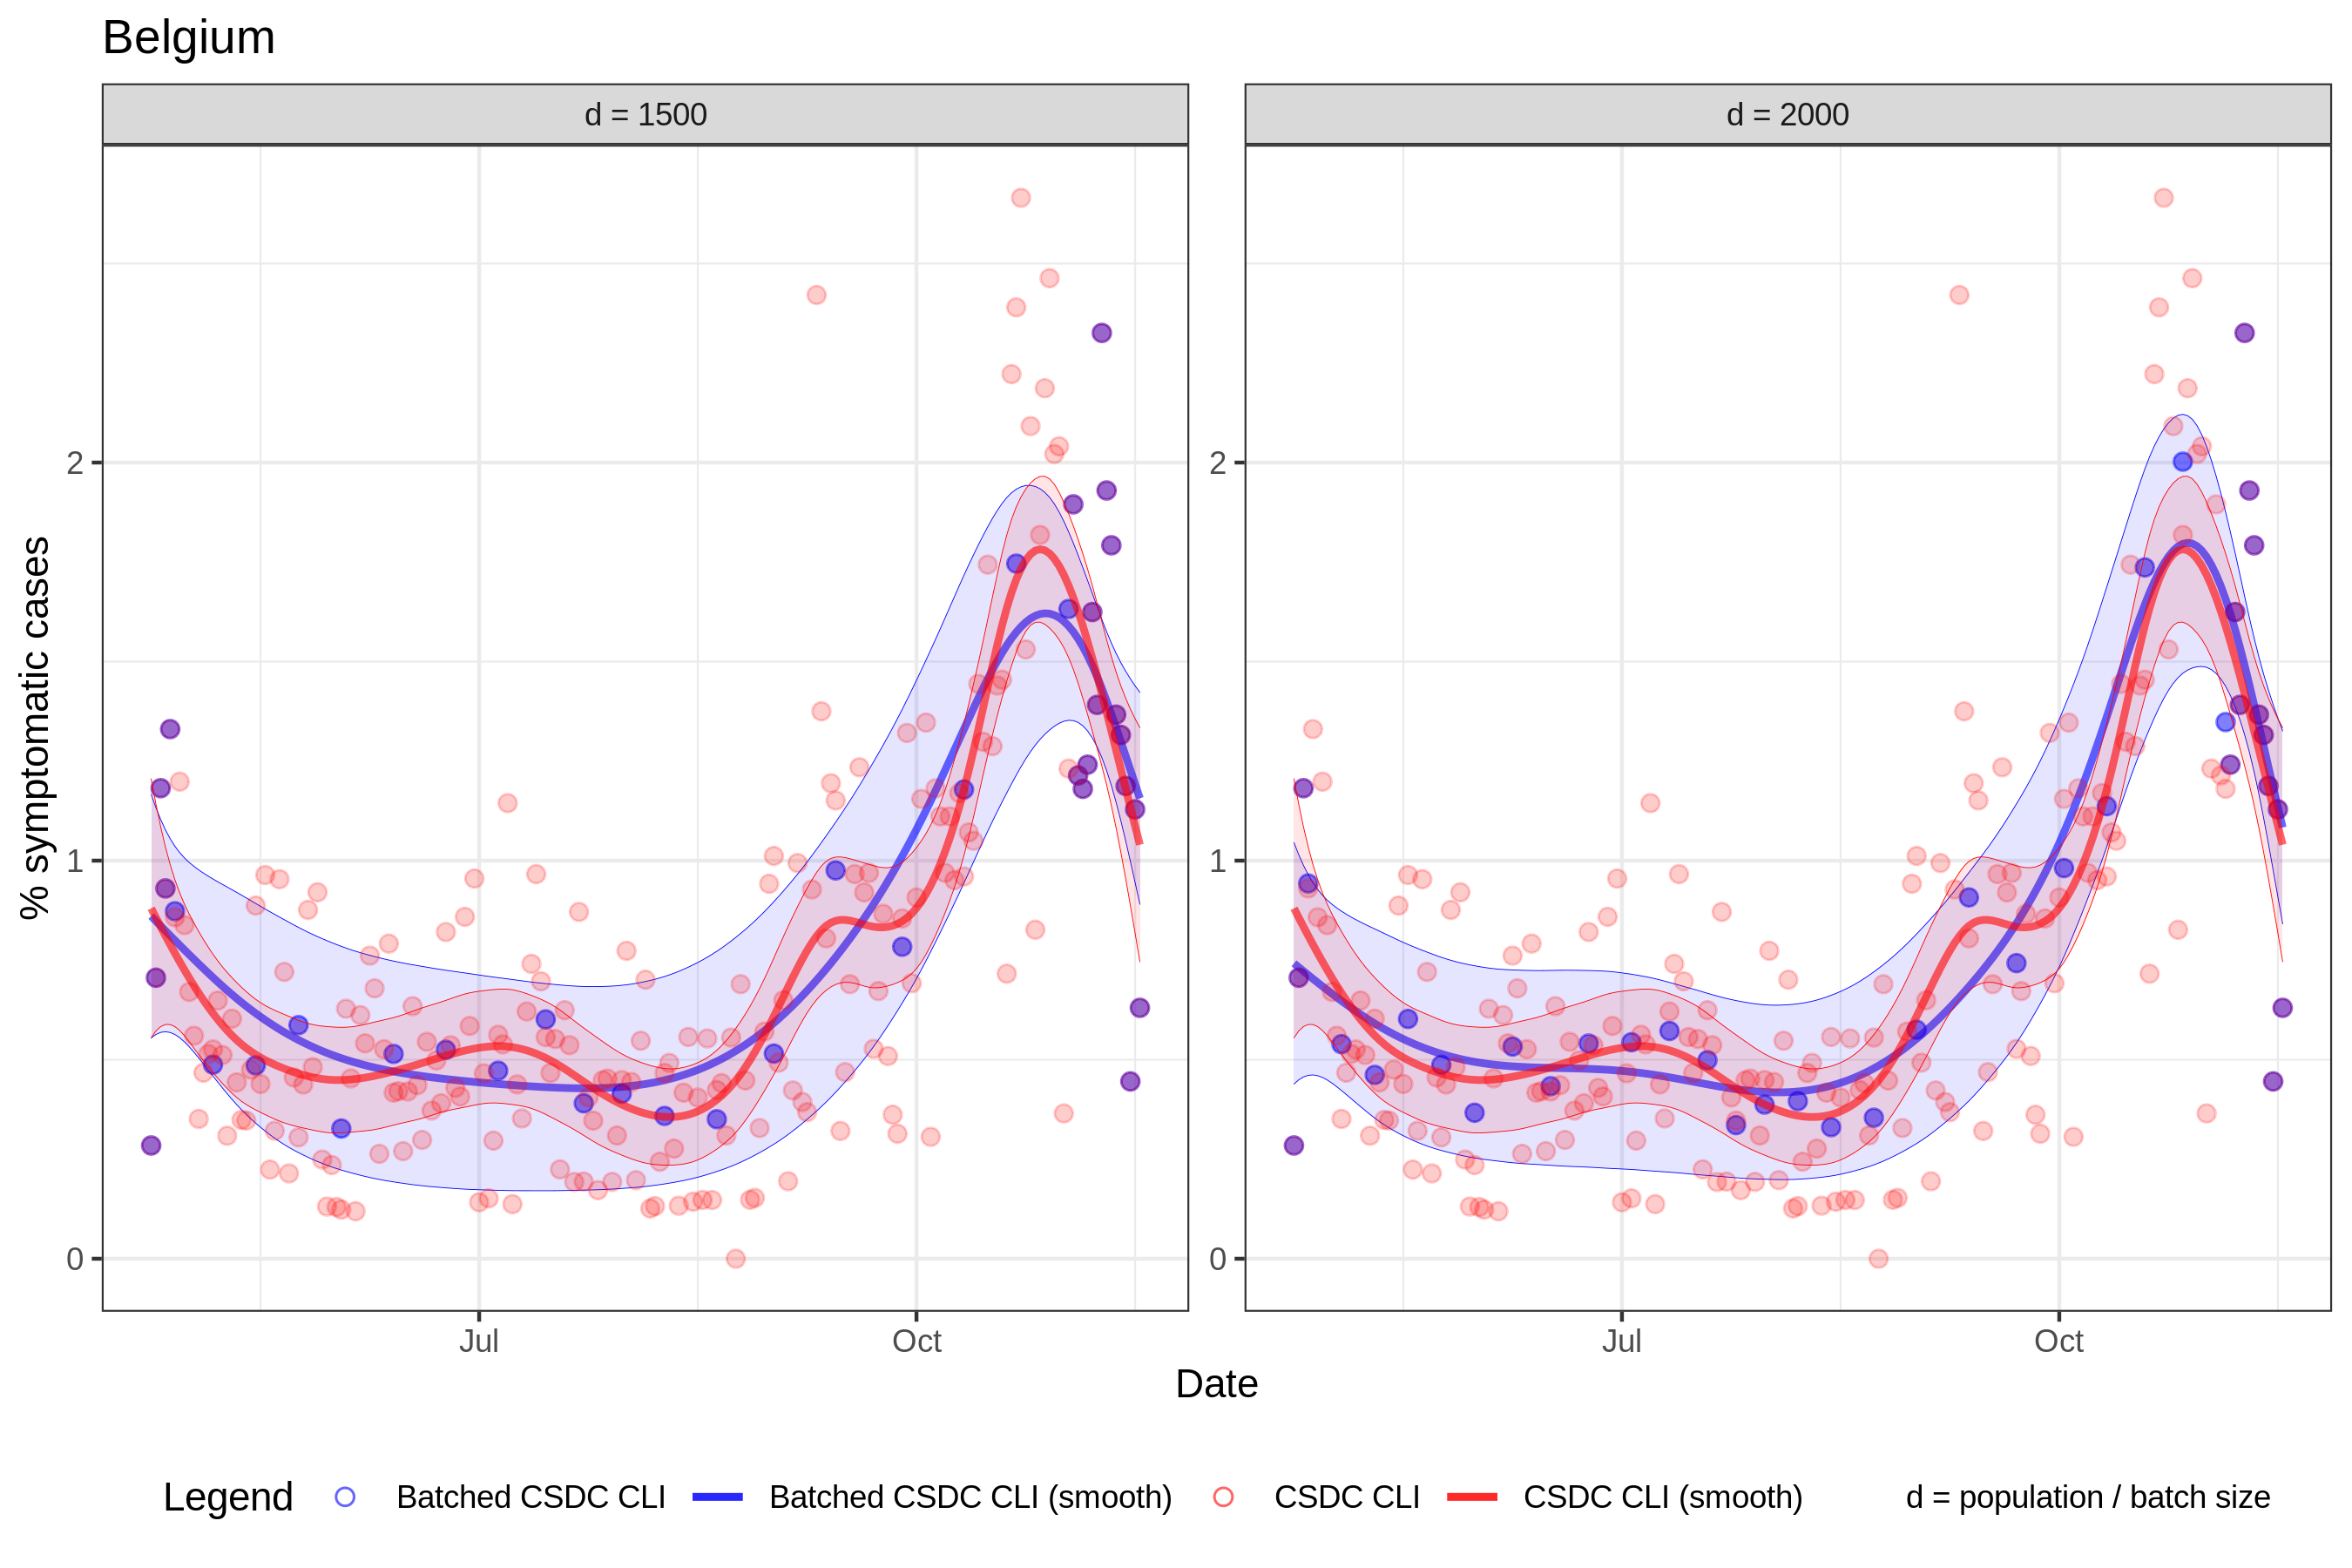 Belgium
d = 1500
d = 2000
% symptomatic cases
2
1
0
2
1
0
Jul
Oct
Jul
Oct
Date
Legend
Batched CSDC CLI
Batched CSDC CLI (smooth)
CSDC CLI
CSDC CLI (smooth)
d = population / batch size